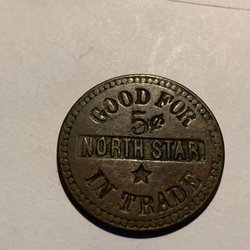 GOOD FOR
5¢
NORTH STAR
IN TRADE